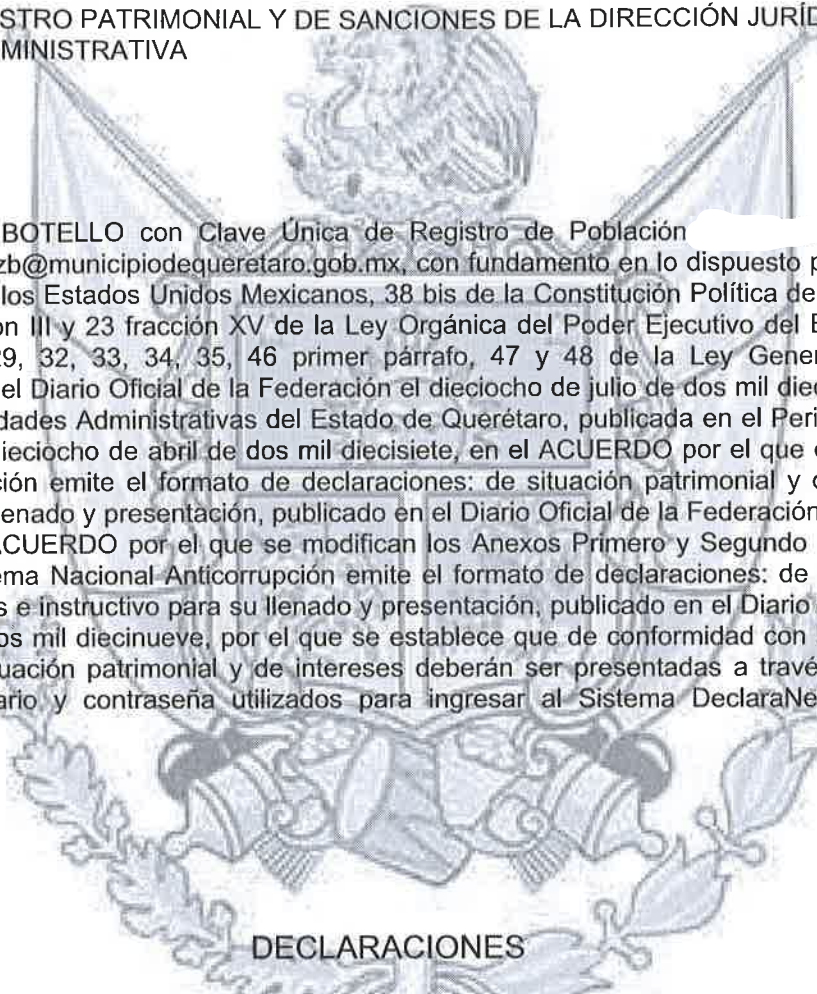 STRO PATRIMONIAL Y DE SANCIONES DE LA DIRECCIÓN JURÍD
MINISTRATIVA
BOTELLO con Clave Única de Registro de Población
zb@municipiodequeretaro.gob.mx, con fundamento en lo dispuesto p
los Estados Unidos Mexicanos, 38 bis de la Constitución Política de
ón III y 23 fracción XV de la Ley Orgánica del Poder Ejecutivo del E
29, 32, 33, 34, 35, 46 primer párrafo, 47 y 48 de la Ley Gener
el Diario Oficial de la Federación el dieciocho de julio de dos mil diec
dades Administrativas del Estado de Querétaro, publicada en el Peri
ieciocho de abril de dos mil diecisiete, en el ACUERDO por el que e
ción emite el formato de declaraciones: de situación patrimonial y d
lenado y presentación, publicado en el Diario Oficial de la Federación
ACUERDO por el que se modifican los Anexos Primero y Segundo
ema Nacional Anticorrupción emite el formato de declaraciones: de
s e instructivo para su llenado y presentación, publicado en el Diario
os mil diecinueve, por el que se establece que de conformidad con
uación patrimonial y de intereses deberán ser presentadas a travé
ario y contraseña utilizados para ingresar al Sistema DeclaraNe
DECLARACIONES